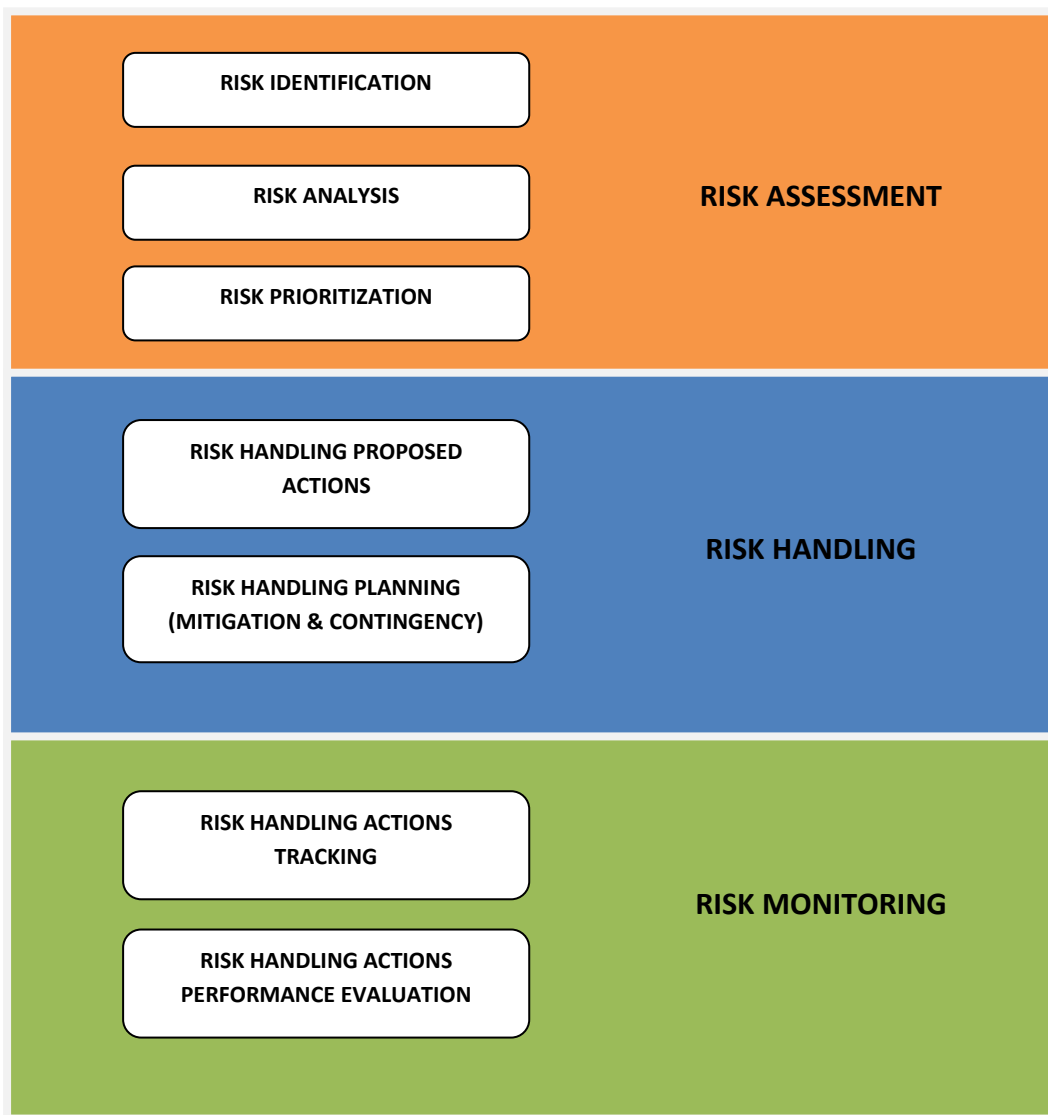 RISK IDENTIFICATION
RISK ANALYSIS
RISK PRIORITIZATION
RISK ASSESSMENT
RISK HANDLING PROPOSED
ACTIONS
RISK HANDLING PLANNING
(MITIGATION & CONTINGENCY)
RISK HANDLING
RISK HANDLING ACTIONS
TRACKING
RISK HANDLING ACTIONS
PERFORMANCE EVALUATION
RISK MONITORING